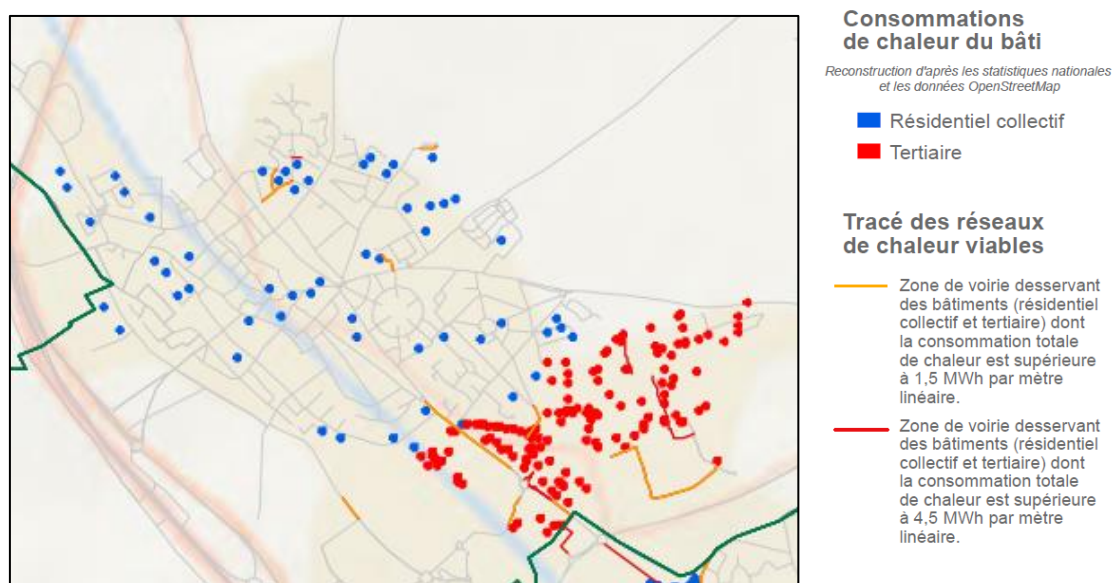 Consommations
de chaleur du bâti
Reconstruction d'après les statistiques nationales
et les données OpenStreetMap
Résidentiel collectif
Tertiaire
Tracé des réseaux
de chaleur viables
Zone de voirie desservant
des bâtiments (résidentiel
collectif et tertiaire) dont
la consommation totale
de chaleur est supérieure
à 1,5 MWh par mètre
linéaire.
Zone de voirie desservant
des bâtiments (résidentiel
collectif et tertiaire) dont
la consommation totale
de chaleur est supérieure
à 4,5 MWh par mètre
linéaire.